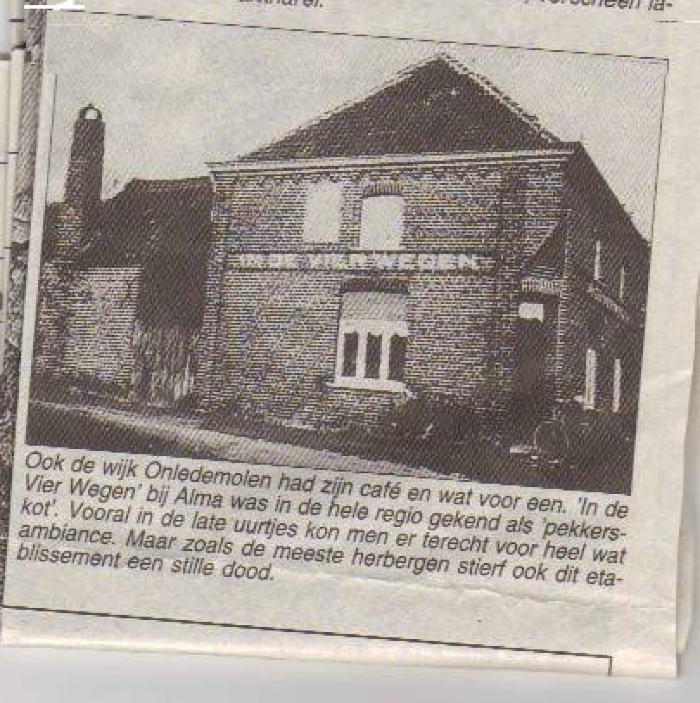 verscheen la-
IN DE VIER WEGEN
Ook de wijk Onledemolen had zijn café en wat voor een. 'In de
Vier Wegen' bij Alma was in de hele regio gekend als 'pekkers-
kot'. Vooral in de late uurtjes kon men er terecht voor heel wat
ambiance. Maar zoals de meeste herbergen stierf ook dit eta-
blissement een stille dood.